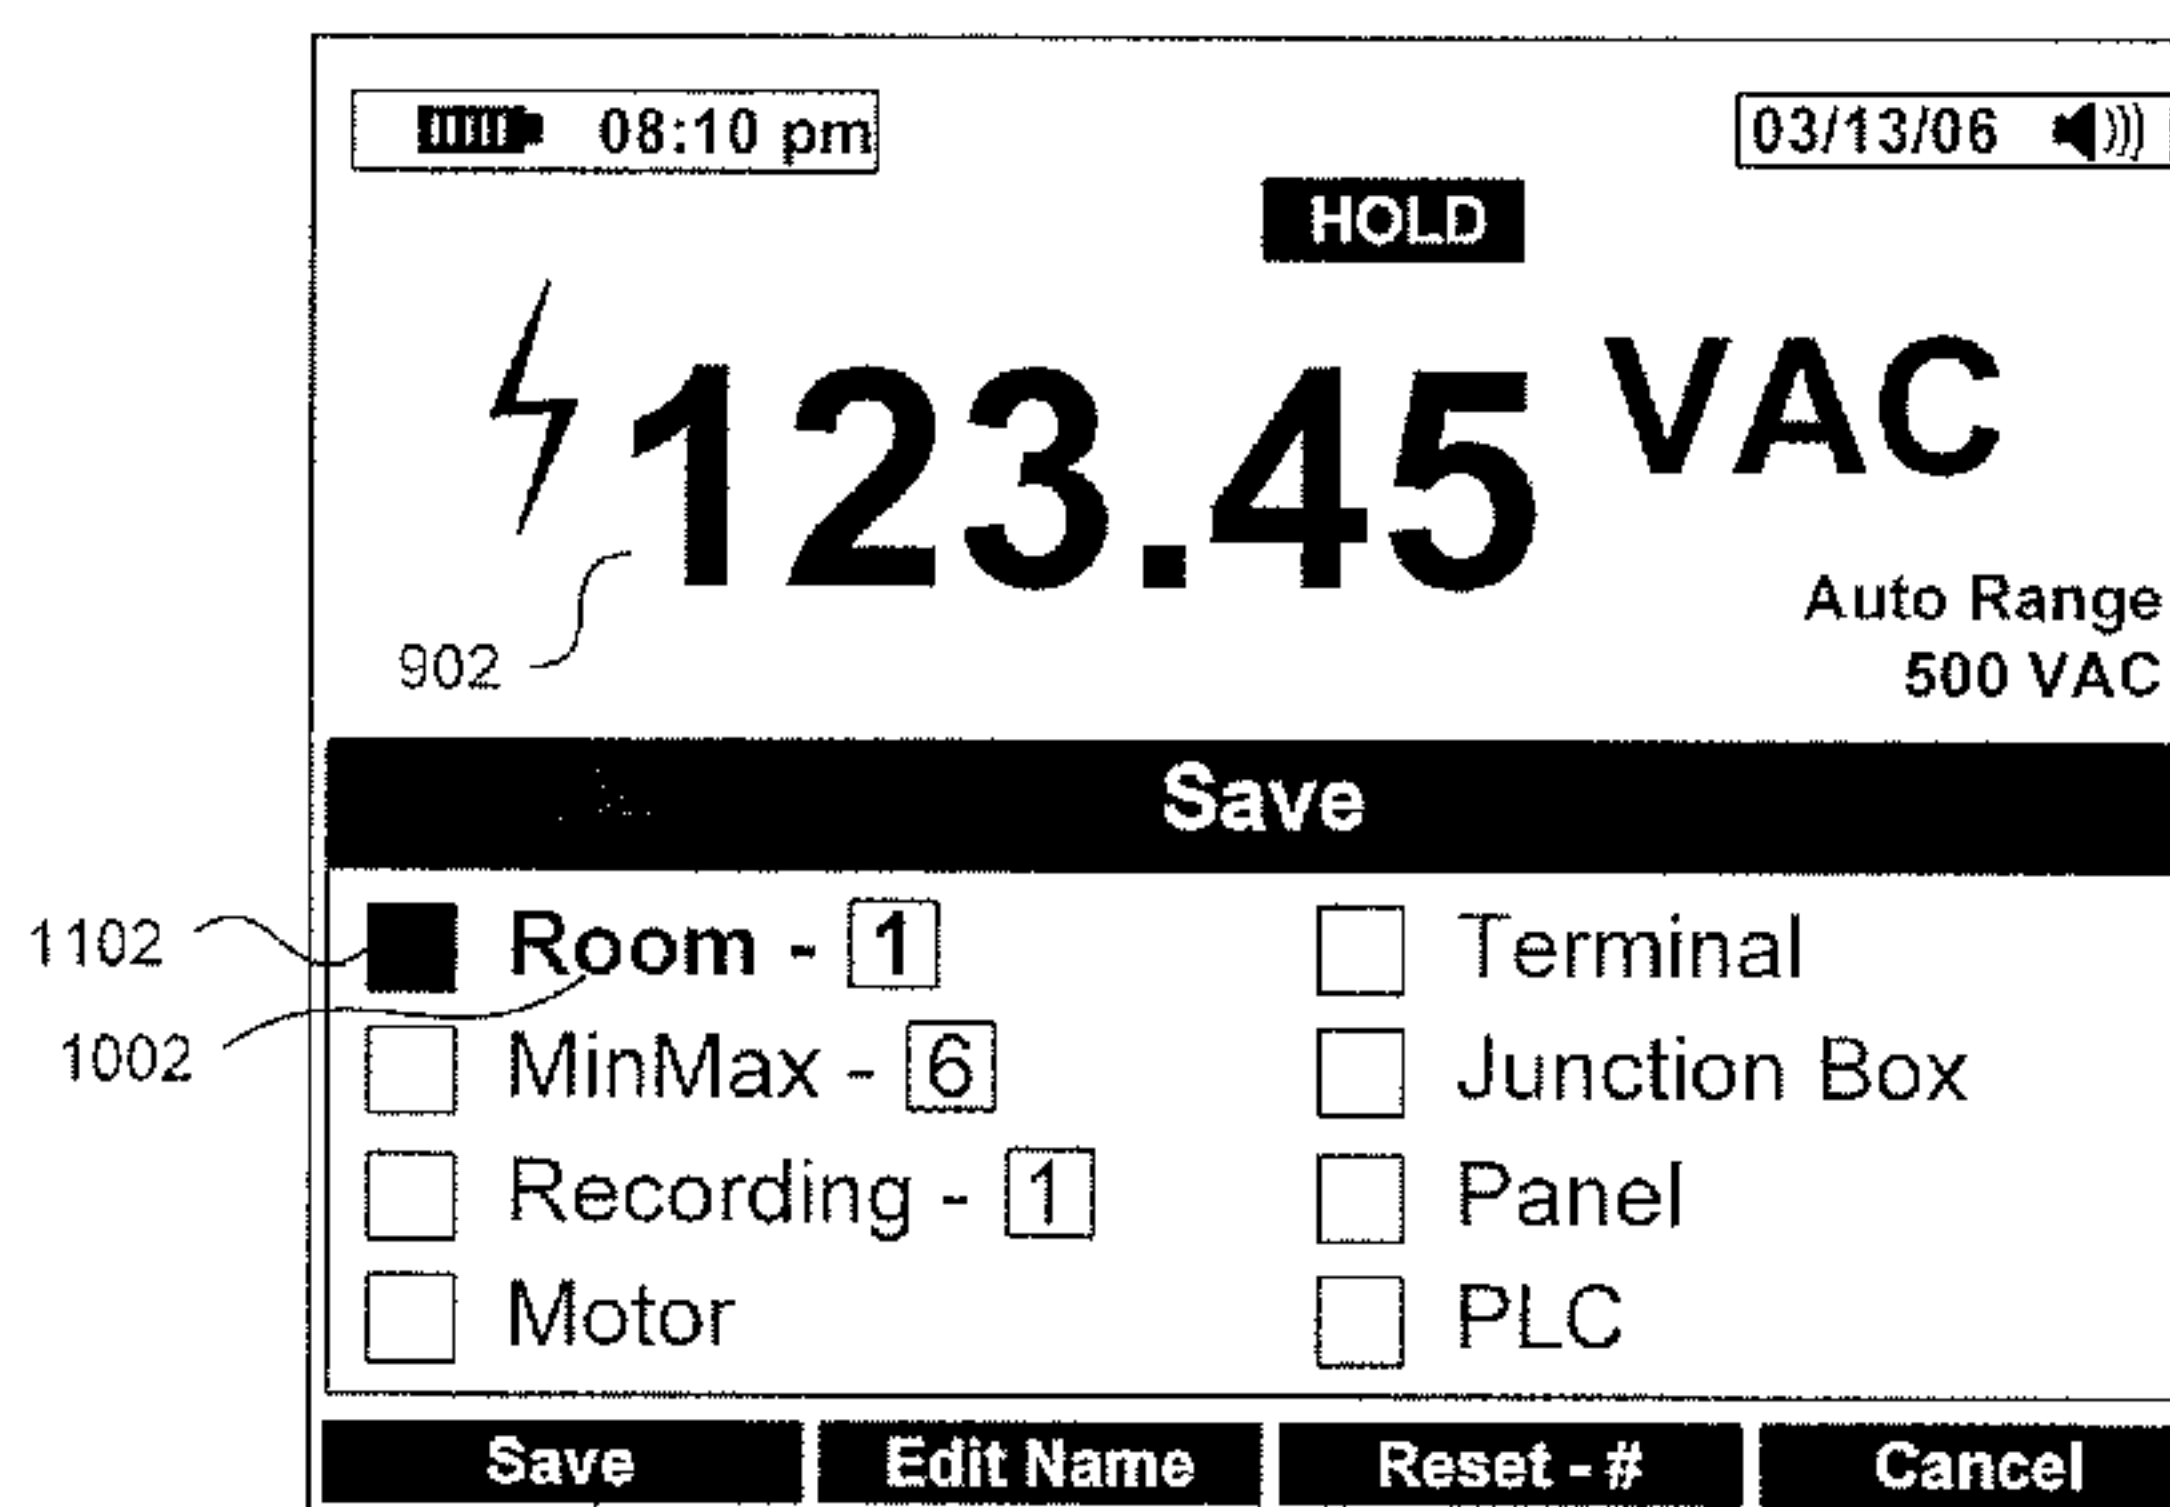 08:10 pm 03/13/06
HOLD
123.45 VAC
902
Auto Range
500 VAC
Save
1102 Room - 1 Terminal
1002 MinMax - 6 Junction Box
Recording - 1 Panel
Motor PLC
Save Edit Name Reset - # Cancel